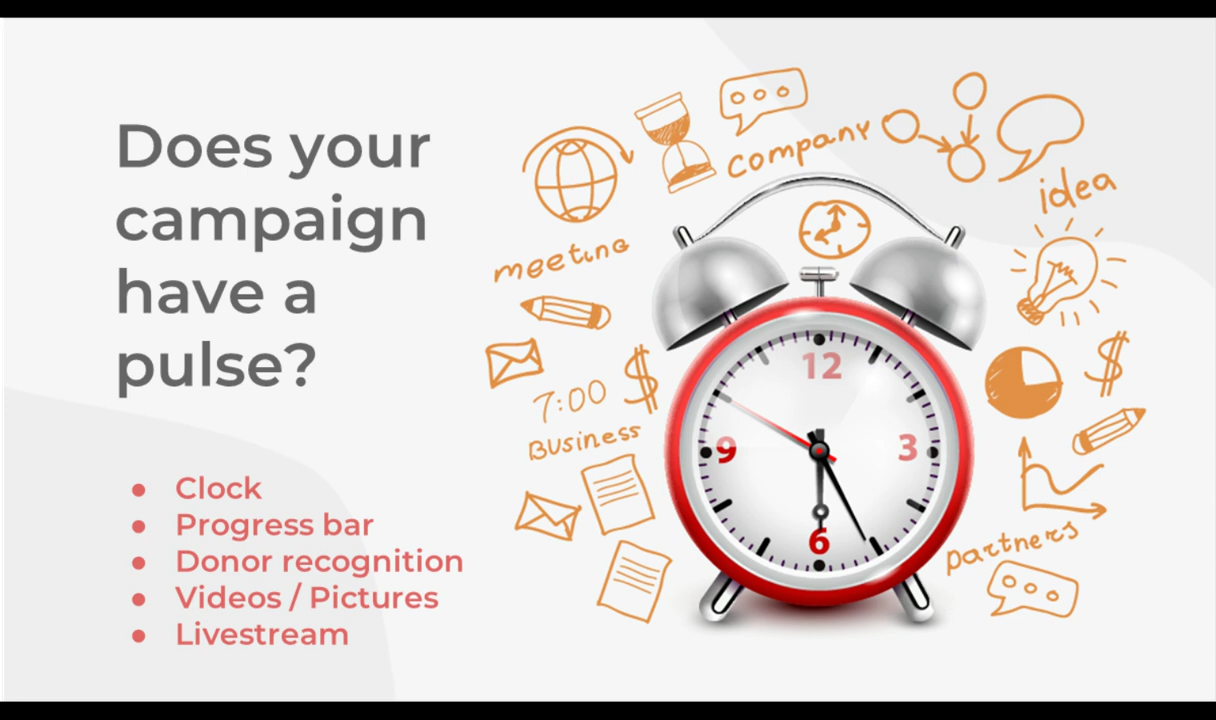 Does your
campaign
have a
pulse?
● Clock
● Progress bar
● Donor recognition
● Videos / Pictures
● Livestream
company
idea
meeting
7:00
$
$
BUSINESS
partners
12
9
3
6